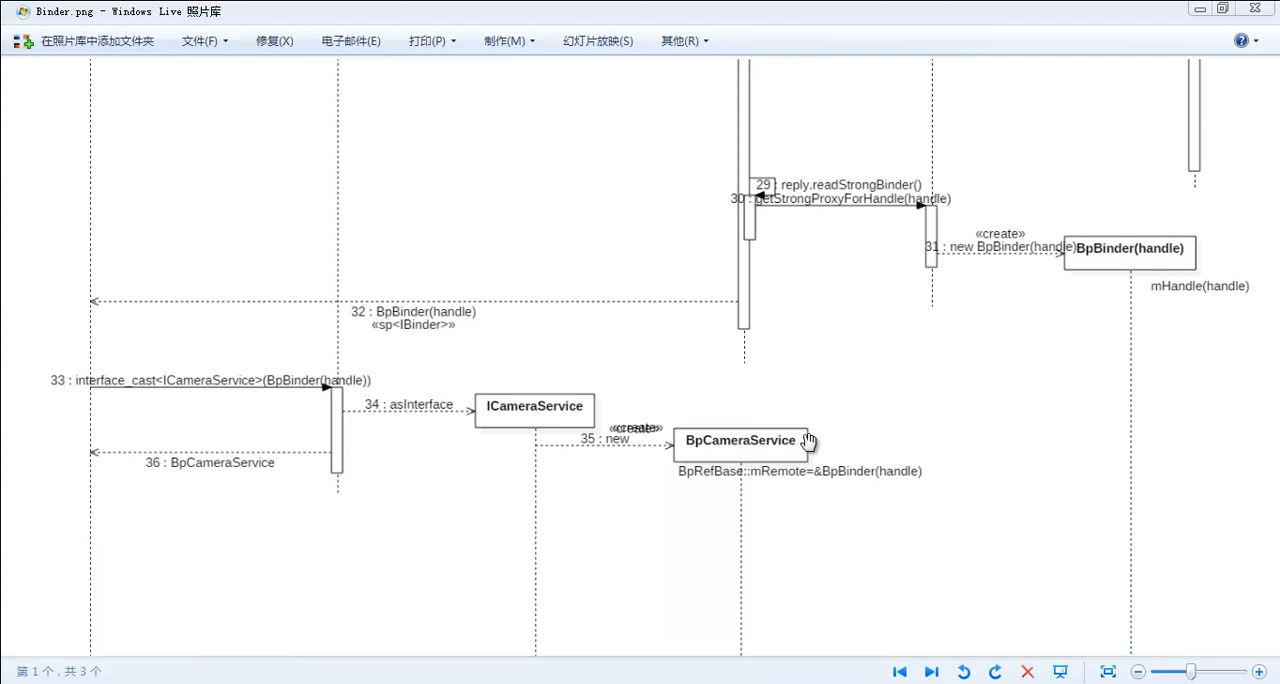 Binder.png - Windows Live 照片库
在照片库中添加文件夹 文件(F) 修复(X) 电子邮件(E) 打印(P) 制作(M) 幻灯片放映(S) 其他(R)
29 : reply.readStrongBinder()
30 : getStrongProxyForHandle(handle)
«create»
31 : new BpBinder(handle)
BpBinder(handle)
mHandle(handle)
32 : BpBinder(handle)
«sp<IBinder>»
33 : interface_cast<ICameraService>(BpBinder(handle))
34 : asInterface
ICameraService
«create»
35 : new
BpCameraService
36 : BpCameraService
BpRefBase::mRemote=&BpBinder(handle)
第 1 个，共 3 个